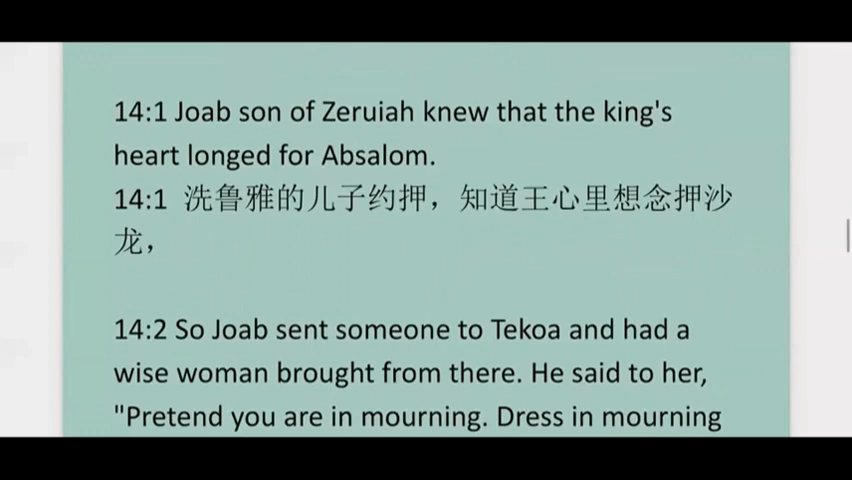 14:1 Joab son of Zeruiah knew that the king's
heart longed for Absalom.
14:1 洗鲁雅的儿子约押，知道王心里想念押沙
龙，
14:2 So Joab sent someone to Tekoa and had a
wise woman brought from there. He said to her,
"Pretend you are in mourning. Dress in mourning